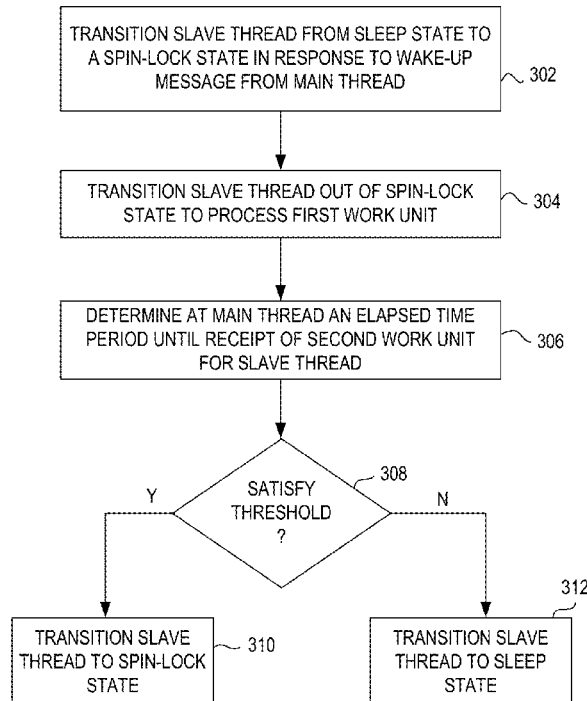 TRANSITION SLAVE THREAD FROM SLEEP STATE TO
A SPIN-LOCK STATE IN RESPONSE TO WAKE-UP
MESSAGE FROM MAIN THREAD
302
TRANSITION SLAVE THREAD OUT OF SPIN-LOCK
STATE TO PROCESS FIRST WORK UNIT
304
DETERMINE AT MAIN THREAD AN ELAPSED TIME
PERIOD UNTIL RECEIPT OF SECOND WORK UNIT
FOR SLAVE THREAD
306
308
SATISFY
THRESHOLD
?
Y
N
TRANSITION SLAVE
THREAD TO SPIN-LOCK
STATE
310
312
TRANSITION SLAVE
THREAD TO SLEEP
STATE